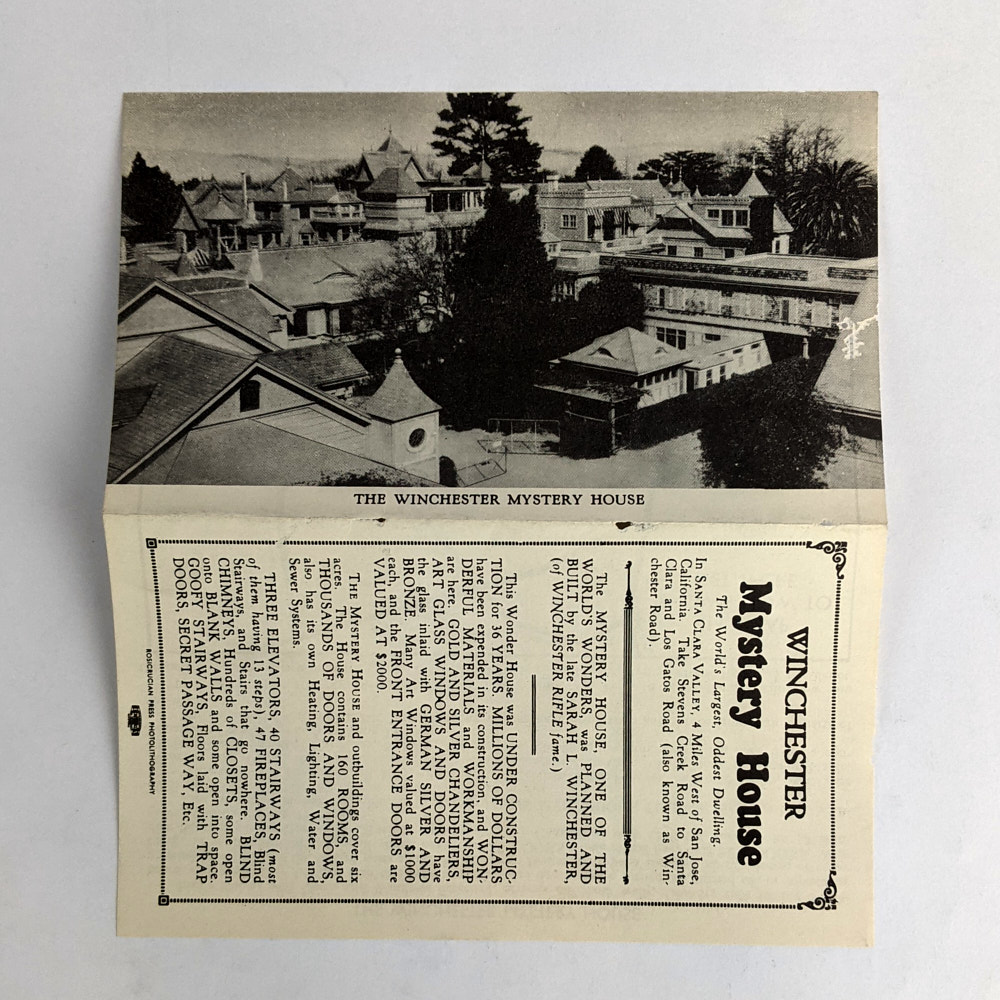 THE WINCHESTER MYSTERY HOUSE
WINCHESTER
Mystery House
The World's Largest, Oddest Dwelling.
In SANTA CLARA VALLEY, 4 Miles West of San Jose,
California. Take Stevens Creek Road to Santa
Clara and Los Gatos Road (also known as Win-
chester Road).
The MYSTERY HOUSE, ONE OF THE
WORLD'S WONDERS, was PLANNED AND
BUILT by the late SARAH L. WINCHESTER,
(of WINCHESTER RIFLE fame.)
This Wonder House was UNDER CONSTRUC-
TION for 36 YEARS. MILLIONS OF DOLLARS
have been expended in its construction, and WON-
DERFUL MATERIALS and WORKMANSHIP
are here. GOLD AND SILVER CHANDELIERS,
ART GLASS WINDOWS AND DOORS have
the glass inlaid with GERMAN SILVER AND
BRONZE. Many Art Windows valued at $1000
each, and the FRONT ENTRANCE DOORS are
VALUED AT $2000.
THE MYSTERY HOUSE and outbuildings cover six
acres. The House contains 160 ROOMS, and
THOUSANDS OF DOORS AND WINDOWS,
also has its own Heating, Lighting, Water and
Sewer Systems.
THREE ELEVATORS, 40 STAIRWAYS (most
of them having 13 steps), 47 FIREPLACES, Blind
Stairways, and Stairs that go nowhere. BLIND
CHIMNEYS, Hundreds of CLOSETS, some open
onto BLANK WALLS and some open into space.
GOOFY STAIRWAYS, Floors laid with TRAP
DOORS, SECRET PASSAGE WAY, Etc.
ROSICRUCIAN PRESS PHOTOLITHOGRAPHY